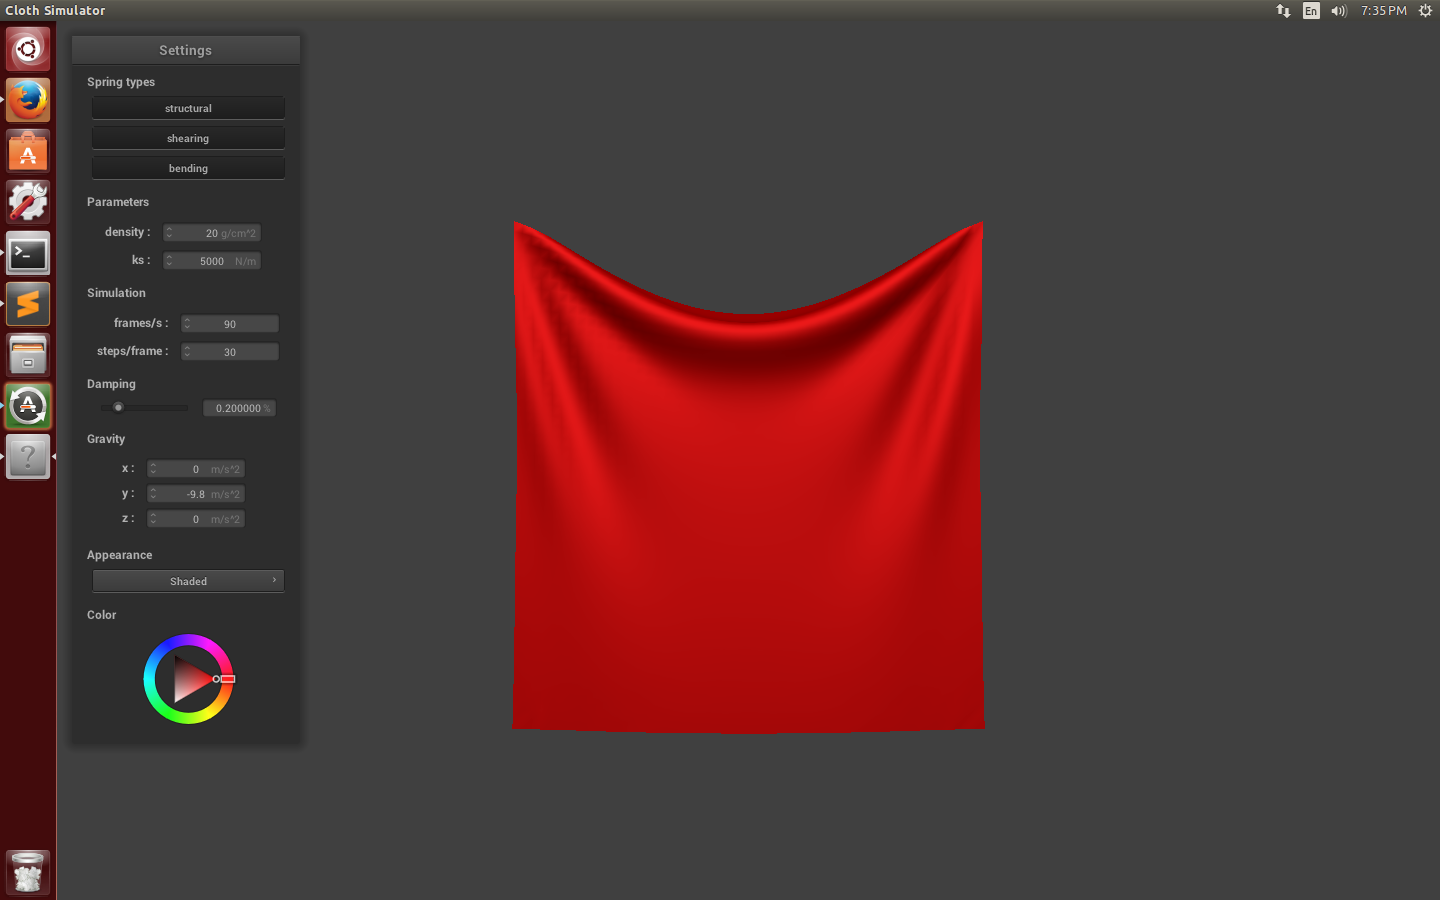 Cloth Simulator
En
7:35 PM
Settings
Spring types
structural
shearing
bending
Parameters
density : 20 g/cm^2
ks : 5000 N/m
Simulation
frames/s : 90
steps/frame : 30
Damping
0.200000 %
Gravity
x : 0 m/s^2
y : -9.8 m/s^2
z : 0 m/s^2
Appearance
Shaded
Color